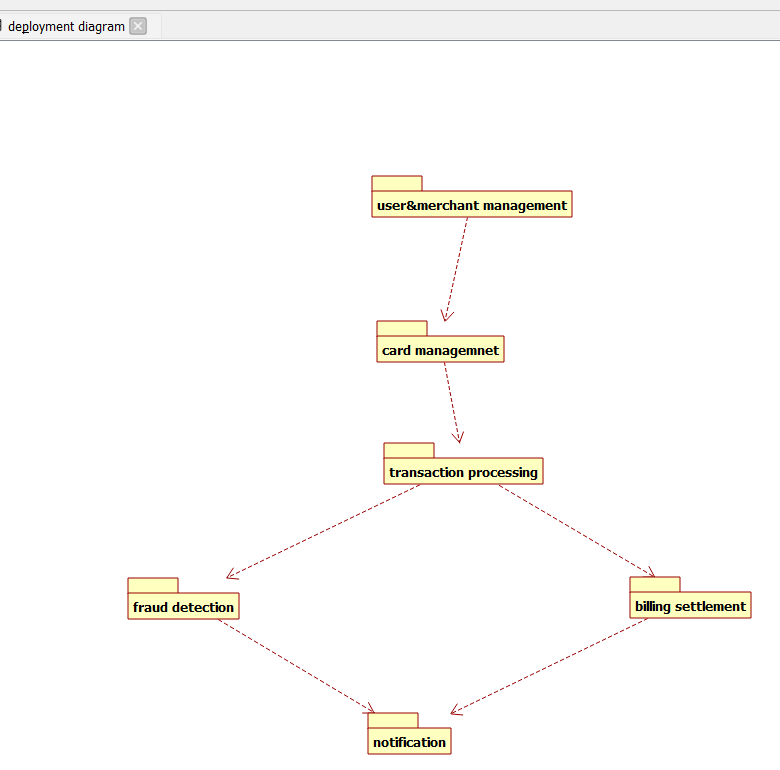 deployment diagram
user&merchant management
card managemnet
transaction processing
fraud detection
billing settlement
notification